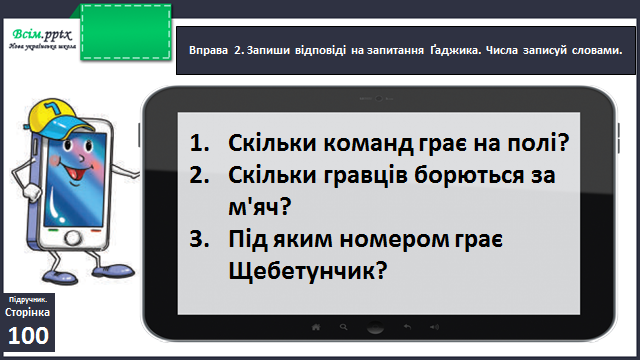 Всім.pptx
Нова українська школа
Вправа 2. Запиши відповіді на запитання Ґаджика. Числа записуй словами.
1. Скільки команд грає на полі?
2. Скільки гравців борються за
м'яч?
3. Під яким номером грає
Щебетунчик?
Підручник.
Сторінка
100